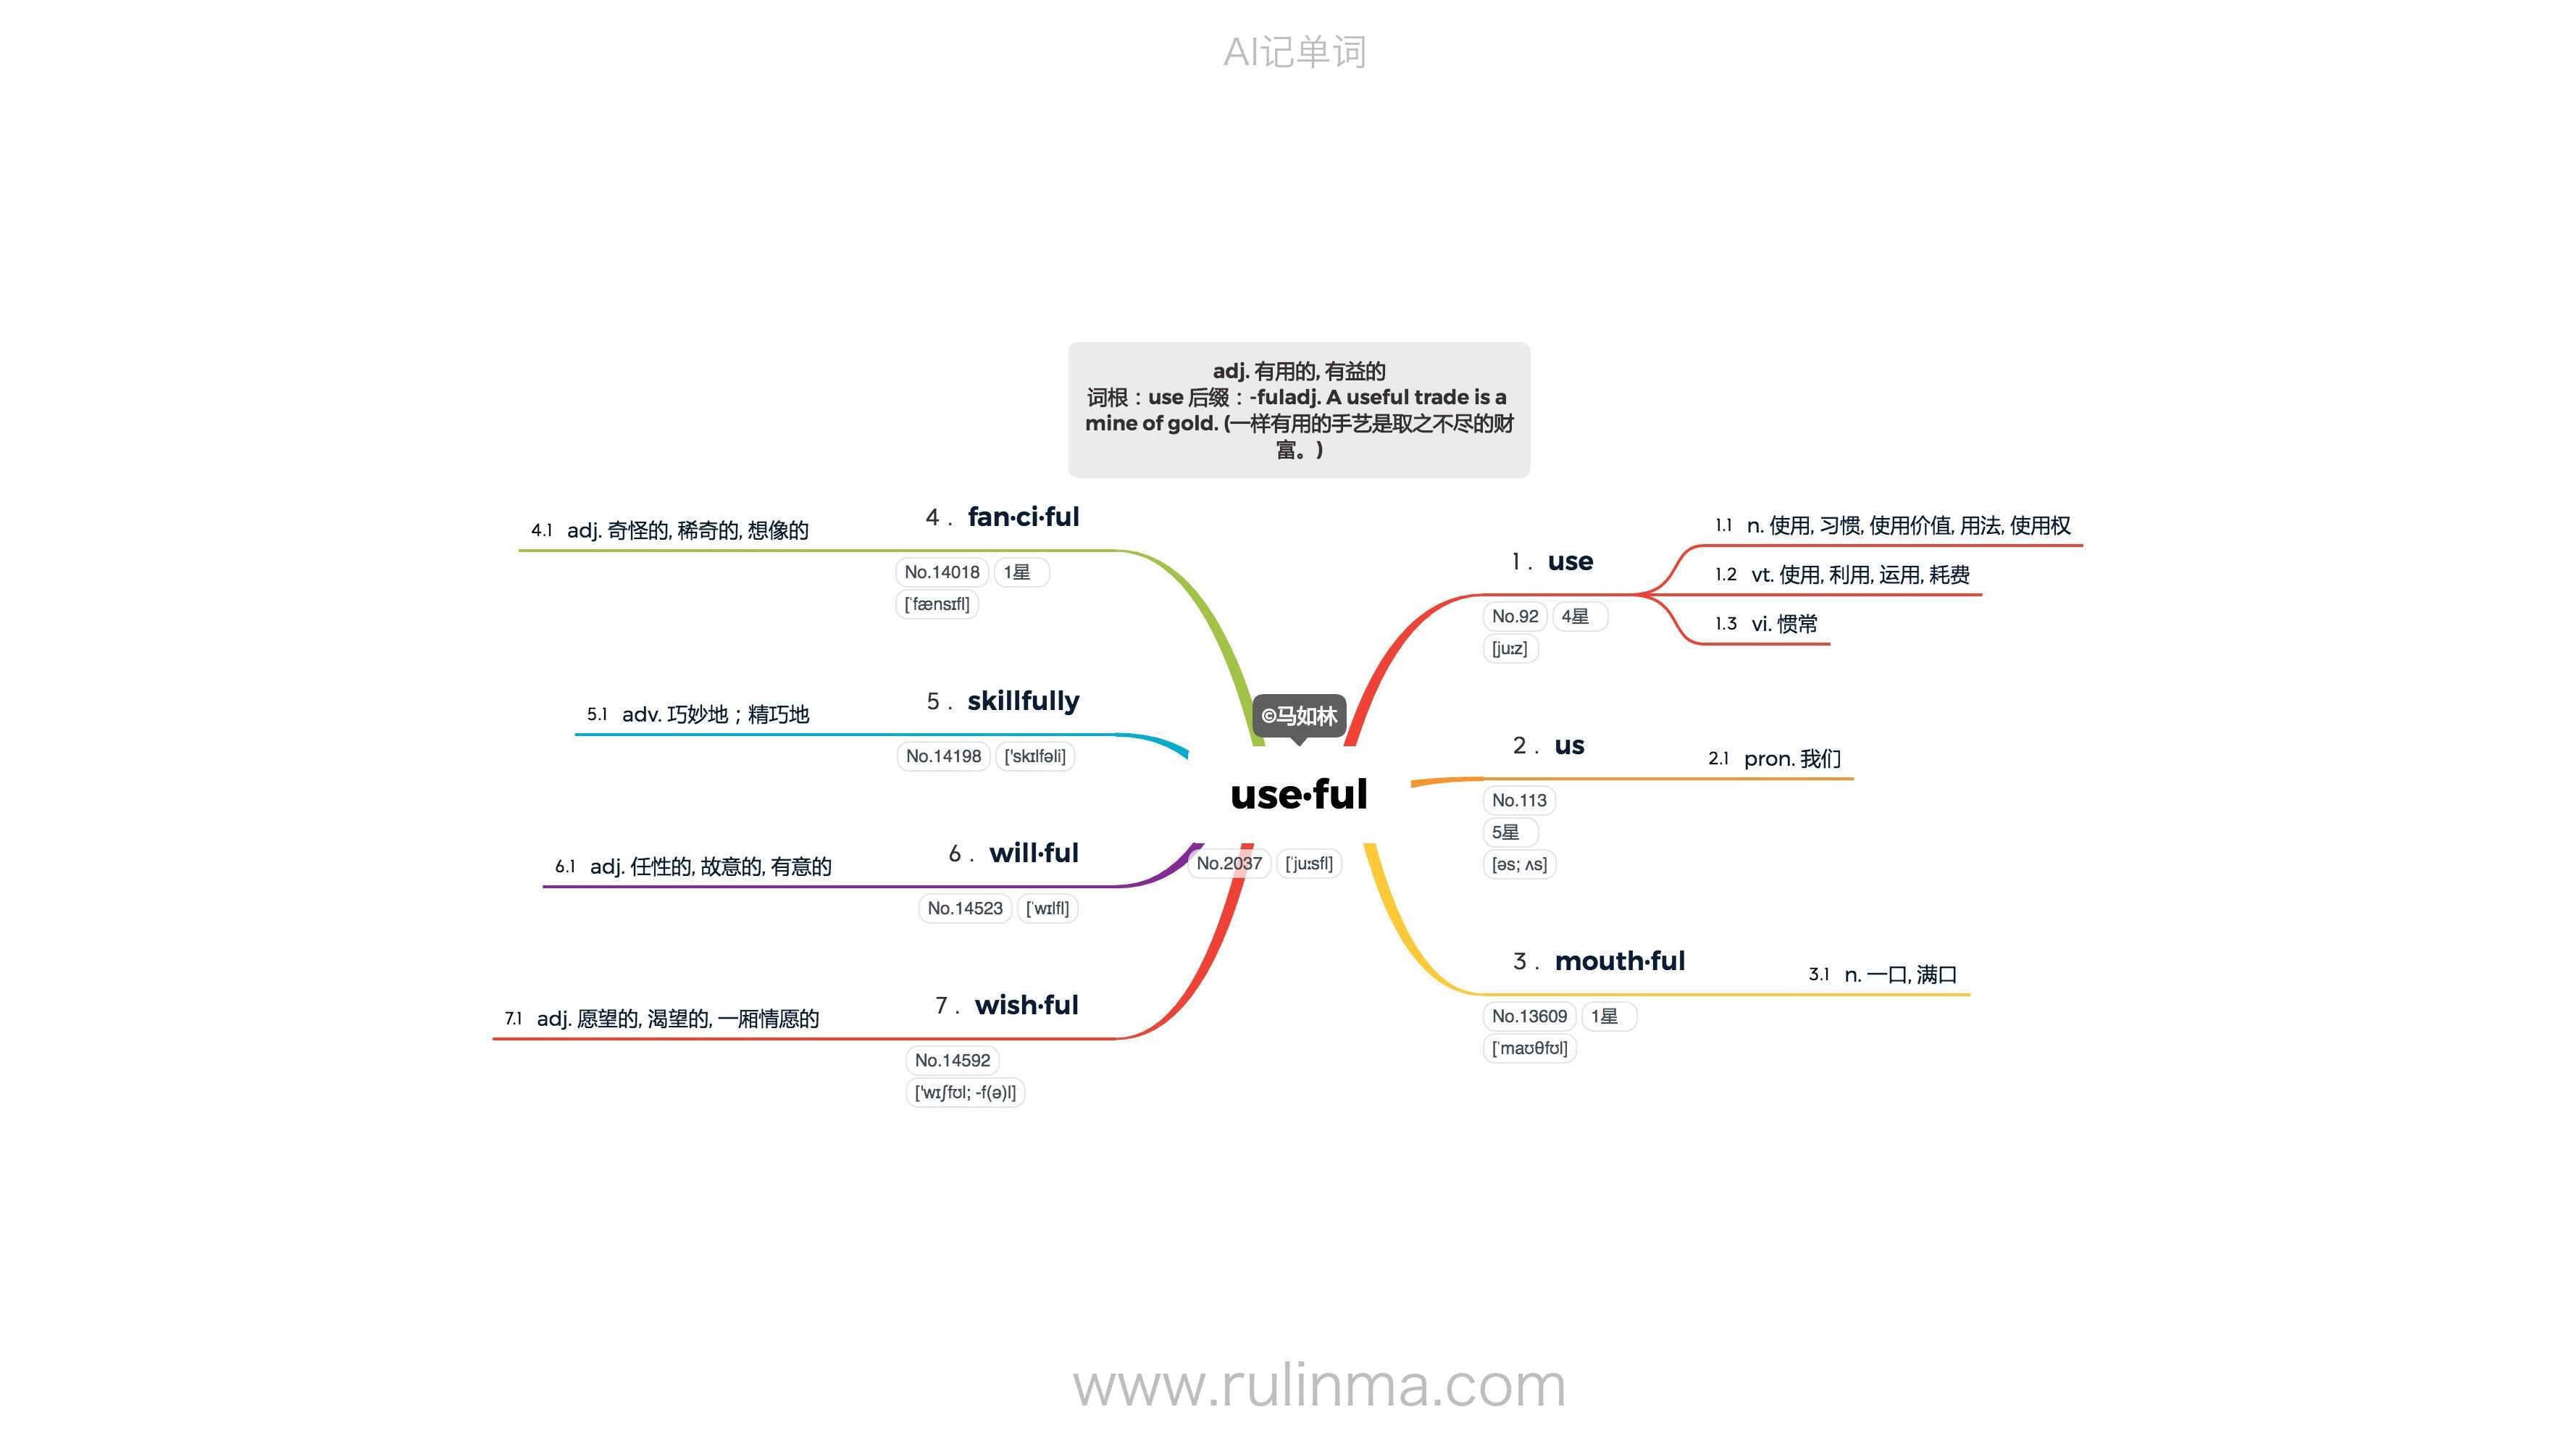 AI记单词
adj. 有用的, 有益的
词根：use 后缀：-fuladj. A useful trade is a
mine of gold. (一样有用的手艺是取之不尽的财
富。)
©马如林
use·ful
No.2037 [ˈjuːsfl]
1 . use
No.92 4星
[juːz]
1.1 n. 使用, 习惯, 使用价值, 用法, 使用权
1.2 vt. 使用, 利用, 运用, 耗费
1.3 vi. 惯常
2 . us
No.113
5星
[əs; ʌs]
2.1 pron. 我们
3 . mouth·ful
No.13609 1星
[ˈmaʊθfʊl]
3.1 n. 一口, 满口
4 . fan·ci·ful
No.14018 1星
[ˈfænsɪfl]
4.1 adj. 奇怪的, 稀奇的, 想像的
5 . skillfully
No.14198 ['skɪlfəli]
5.1 adv. 巧妙地；精巧地
6 . will·ful
No.14523 [ˈwɪlfl]
6.1 adj. 任性的, 故意的, 有意的
7 . wish·ful
No.14592
['wɪʃfʊl; -f(ə)l]
7.1 adj. 愿望的, 渴望的, 一厢情愿的
www.rulinma.com